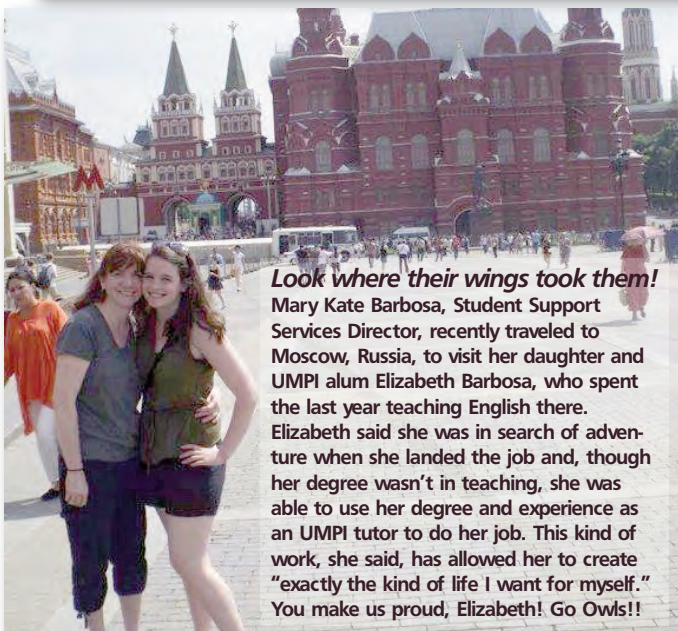 M
Look where their wings took them!
Mary Kate Barbosa, Student Support
Services Director, recently traveled to
Moscow, Russia, to visit her daughter and
UMPI alum Elizabeth Barbosa, who spent
the last year teaching English there.
Elizabeth said she was in search of adven-
ture when she landed the job and, though
her degree wasn’t in teaching, she was
able to use her degree and experience as
an UMPI tutor to do her job. This kind of
work, she said, has allowed her to create
“exactly the kind of life I want for myself.”
You make us proud, Elizabeth! Go Owls!!